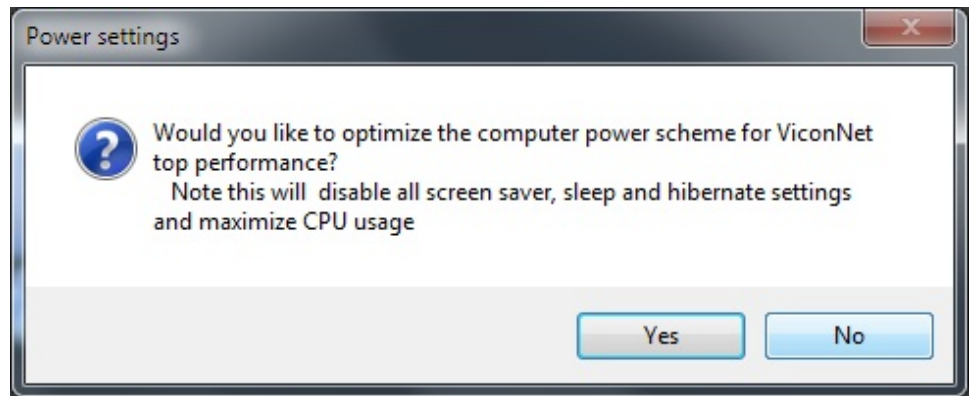 Power settings
Would you like to optimize the computer power scheme for ViconNet
top performance?
Note this will  disable all screen saver, sleep and hibernate settings
and maximize CPU usage
Yes
No